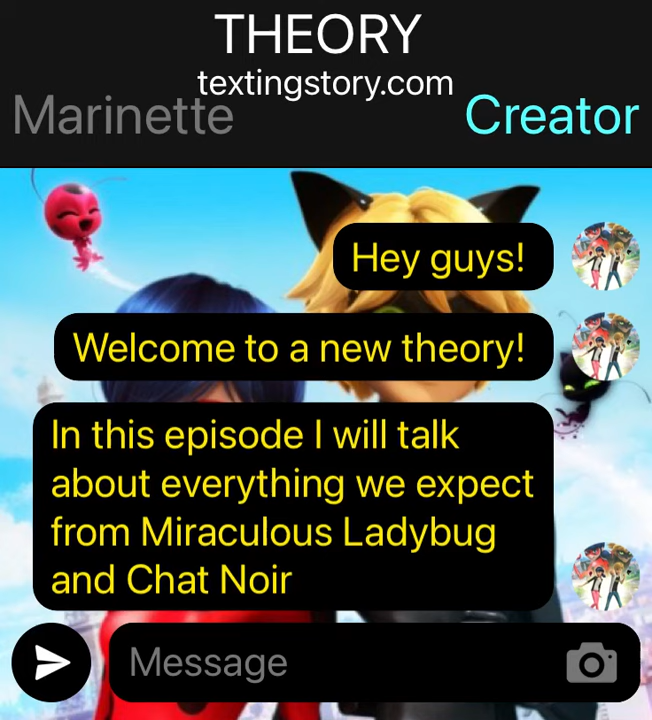 THEORY
textingstory.com
Marinette
Creator
Hey guys!
Welcome to a new theory!
In this episode I will talk
about everything we expect
from Miraculous Ladybug
and Chat Noir
Message